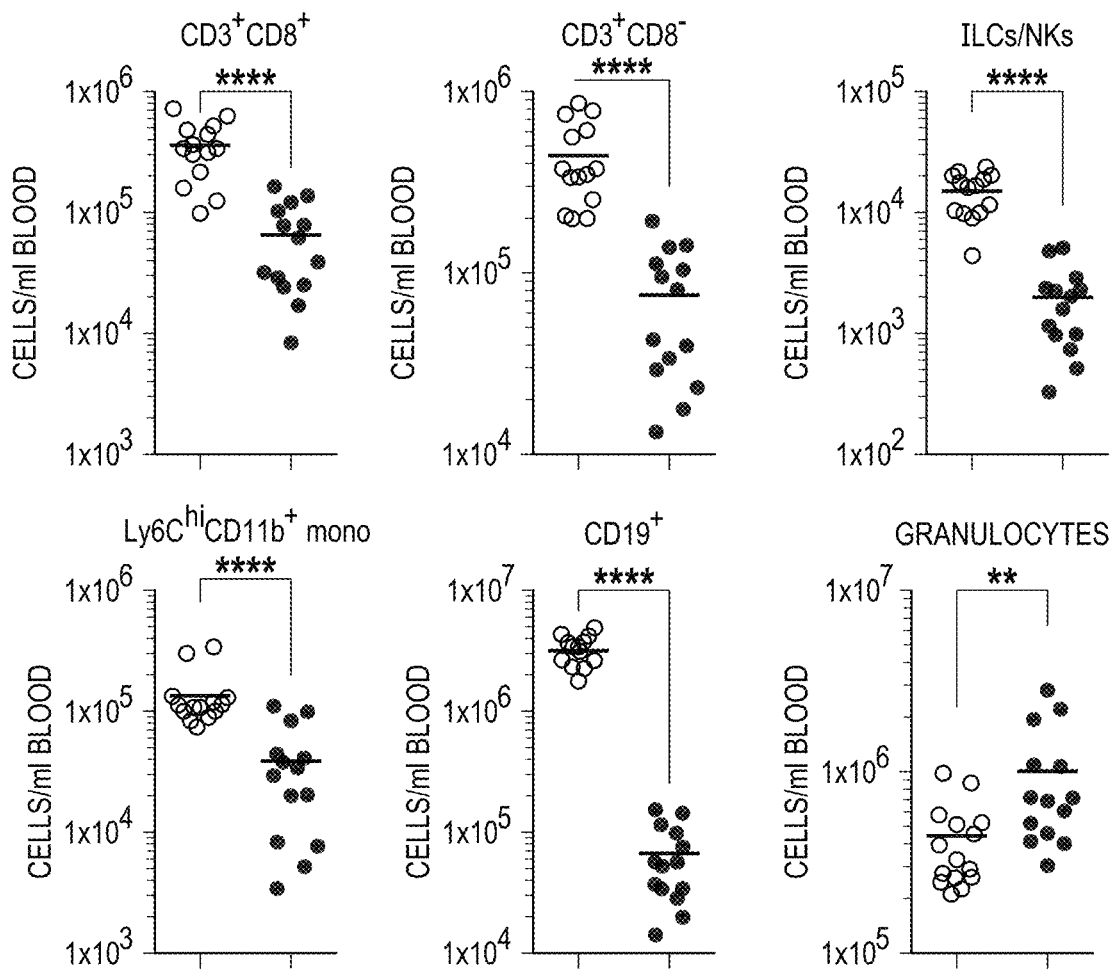 CD3⁺CD8⁺
****
1x10⁶
1x10⁵
1x10⁴
1x10³
CELLS/ml BLOOD
CD3⁺CD8⁻
****
1x10⁶
1x10⁵
1x10⁴
CELLS/ml BLOOD
ILCs/NKs
****
1x10⁵
1x10⁴
1x10³
1x10²
CELLS/ml BLOOD
Ly6CʰⁱCD11b⁺ mono
****
1x10⁶
1x10⁵
1x10⁴
1x10³
CELLS/ml BLOOD
CD19⁺
****
1x10⁷
1x10⁶
1x10⁵
1x10⁴
CELLS/ml BLOOD
GRANULOCYTES
**
1x10⁷
1x10⁶
1x10⁵
CELLS/ml BLOOD